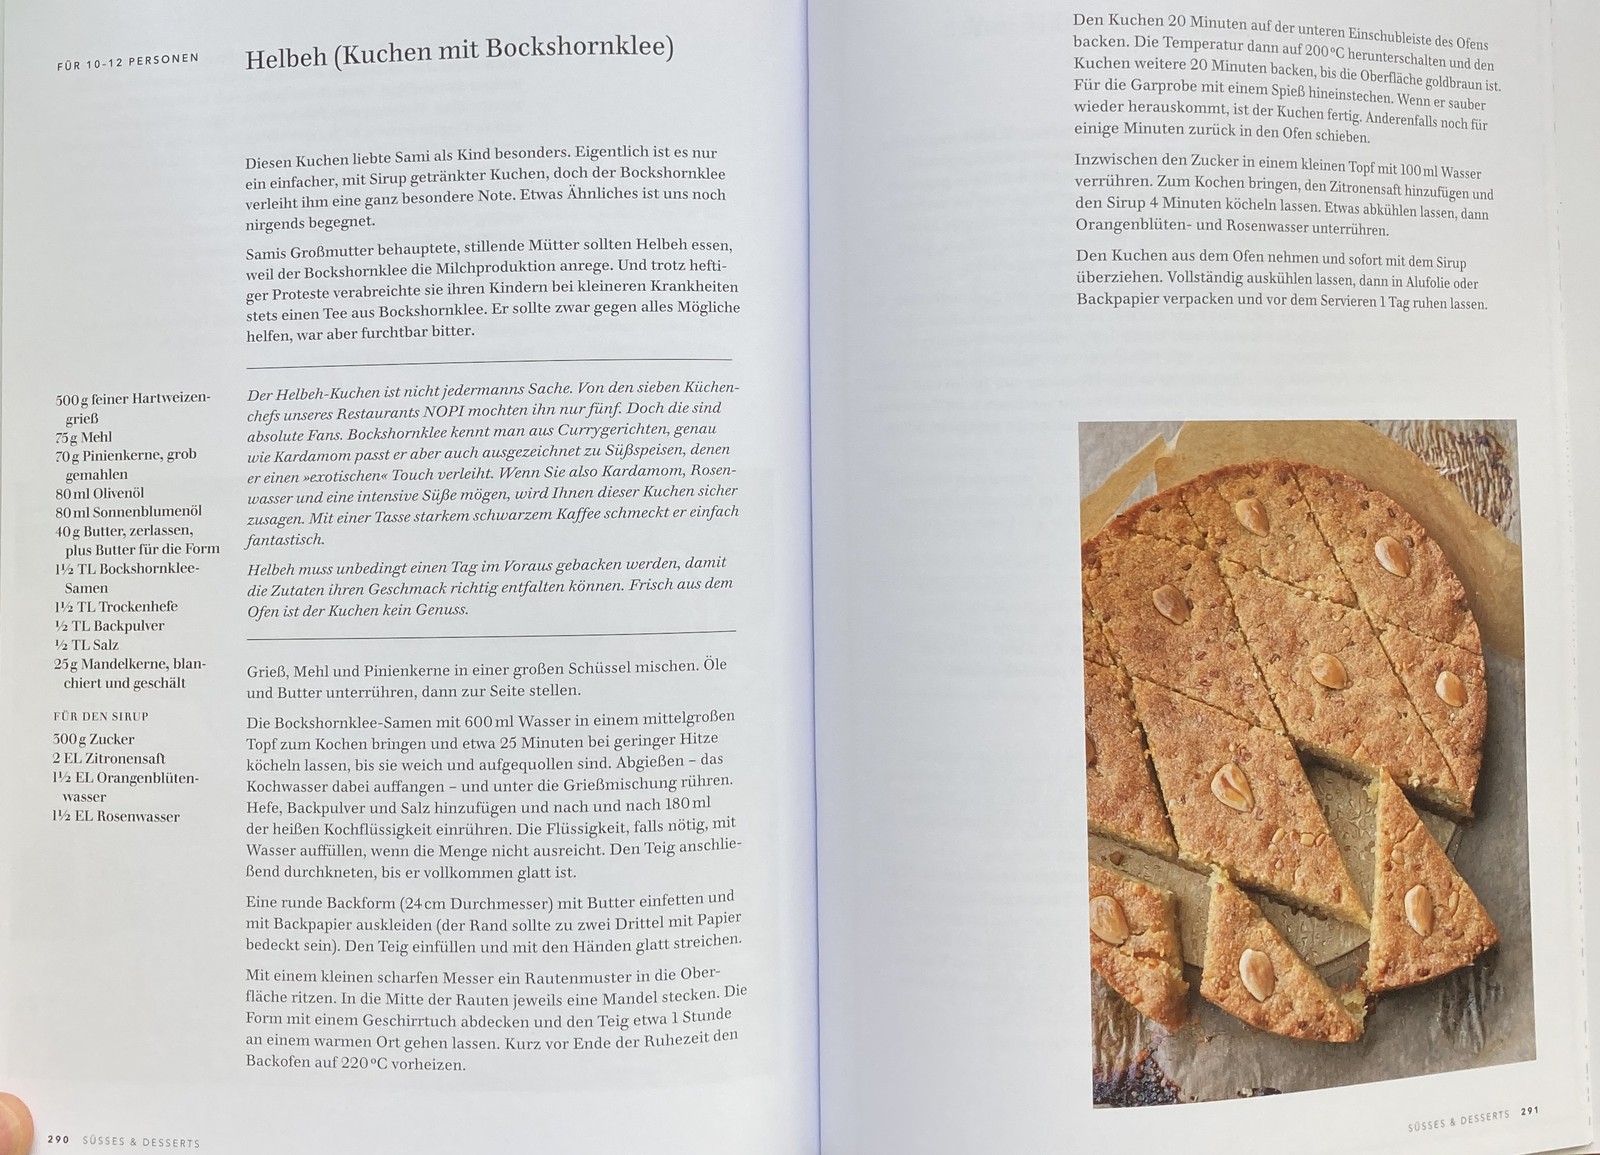 FÜR 10-12 PERSONEN
Helbeh (Kuchen mit Bockshornklee)
Diesen Kuchen liebte Sami als Kind besonders. Eigentlich ist es nur
ein einfacher, mit Sirup getränkter Kuchen, doch der Bockshornklee
verleiht ihm eine ganz besondere Note. Etwas Ähnliches ist uns noch
nirgends begegnet.
Samis Großmutter behauptete, stillende Mütter sollten Helbeh essen,
weil der Bockshornklee die Milchproduktion anrege. Und trotz hefti-
ger Proteste verabreichte sie ihren Kindern bei kleineren Krankheiten
stets einen Tee aus Bockshornklee. Er sollte zwar gegen alles Mögliche
helfen, war aber furchtbar bitter.
500 g feiner Hartweizen-
grieß
75 g Mehl
70 g Pinienkerne, grob
gemahlen
80 ml Olivenöl
80 ml Sonnenblumenöl
40 g Butter, zerlassen,
plus Butter für die Form
1½ TL Bockshornklee-
Samen
1½ TL Trockenhefe
½ TL Backpulver
½ TL Salz
25 g Mandelkerne, blan-
chiert und geschält
FÜR DEN SIRUP
300 g Zucker
2 EL Zitronensaft
1½ EL Orangenblüten-
wasser
1½ EL Rosenwasser
Der Helbeh-Kuchen ist nicht jedermanns Sache. Von den sieben Küchen-
chefs unseres Restaurants NOPI mochten ihn nur fünf. Doch die sind
absolute Fans. Bockshornklee kennt man aus Currygerichten, genau
wie Kardamom passt er aber auch ausgezeichnet zu Süßspeisen, denen
er einen »exotischen« Touch verleiht. Wenn Sie also Kardamom, Rosen-
wasser und eine intensive Süße mögen, wird Ihnen dieser Kuchen sicher
zusagen. Mit einer Tasse starkem schwarzem Kaffee schmeckt er einfach
fantastisch.
Helbeh muss unbedingt einen Tag im Voraus gebacken werden, damit
die Zutaten ihren Geschmack richtig entfalten können. Frisch aus dem
Ofen ist der Kuchen kein Genuss.
Grieß, Mehl und Pinienkerne in einer großen Schüssel mischen. Öle
und Butter unterrühren, dann zur Seite stellen.
Die Bockshornklee-Samen mit 600 ml Wasser in einem mittelgroßen
Topf zum Kochen bringen und etwa 25 Minuten bei geringer Hitze
köcheln lassen, bis sie weich und aufgequollen sind. Abgießen – das
Kochwasser dabei auffangen – und unter die Grießmischung rühren.
Hefe, Backpulver und Salz hinzufügen und nach und nach 180 ml
der heißen Kochflüssigkeit einrühren. Die Flüssigkeit, falls nötig, mit
Wasser auffüllen, wenn die Menge nicht ausreicht. Den Teig anschlie-
ßend durchkneten, bis er vollkommen glatt ist.
Eine runde Backform (24 cm Durchmesser) mit Butter einfetten und
mit Backpapier auskleiden (der Rand sollte zu zwei Drittel mit Papier
bedeckt sein). Den Teig einfüllen und mit den Händen glatt streichen.
Mit einem kleinen scharfen Messer ein Rautenmuster in die Ober-
fläche ritzen. In die Mitte der Rauten jeweils eine Mandel stecken. Die
Form mit einem Geschirrtuch abdecken und den Teig etwa 1 Stunde
an einem warmen Ort gehen lassen. Kurz vor Ende der Ruhezeit den
Backofen auf 220 °C vorheizen.
290 SÜSSES & DESSERTS
Den Kuchen 20 Minuten auf der unteren Einschubleiste des Ofens
backen. Die Temperatur dann auf 200 °C herunterschalten und den
Kuchen weitere 20 Minuten backen, bis die Oberfläche goldbraun ist.
Für die Garprobe mit einem Spieß hineinstechen. Wenn er sauber
wieder herauskommt, ist der Kuchen fertig. Anderenfalls noch für
einige Minuten zurück in den Ofen schieben.
Inzwischen den Zucker in einem kleinen Topf mit 100 ml Wasser
verrühren. Zum Kochen bringen, den Zitronensaft hinzufügen und
den Sirup 4 Minuten köcheln lassen. Etwas abkühlen lassen, dann
Orangenblüten- und Rosenwasser unterrühren.
Den Kuchen aus dem Ofen nehmen und sofort mit dem Sirup
überziehen. Vollständig auskühlen lassen, dann in Alufolie oder
Backpapier verpacken und vor dem Servieren 1 Tag ruhen lassen.
SÜSSES & DESSERTS 291